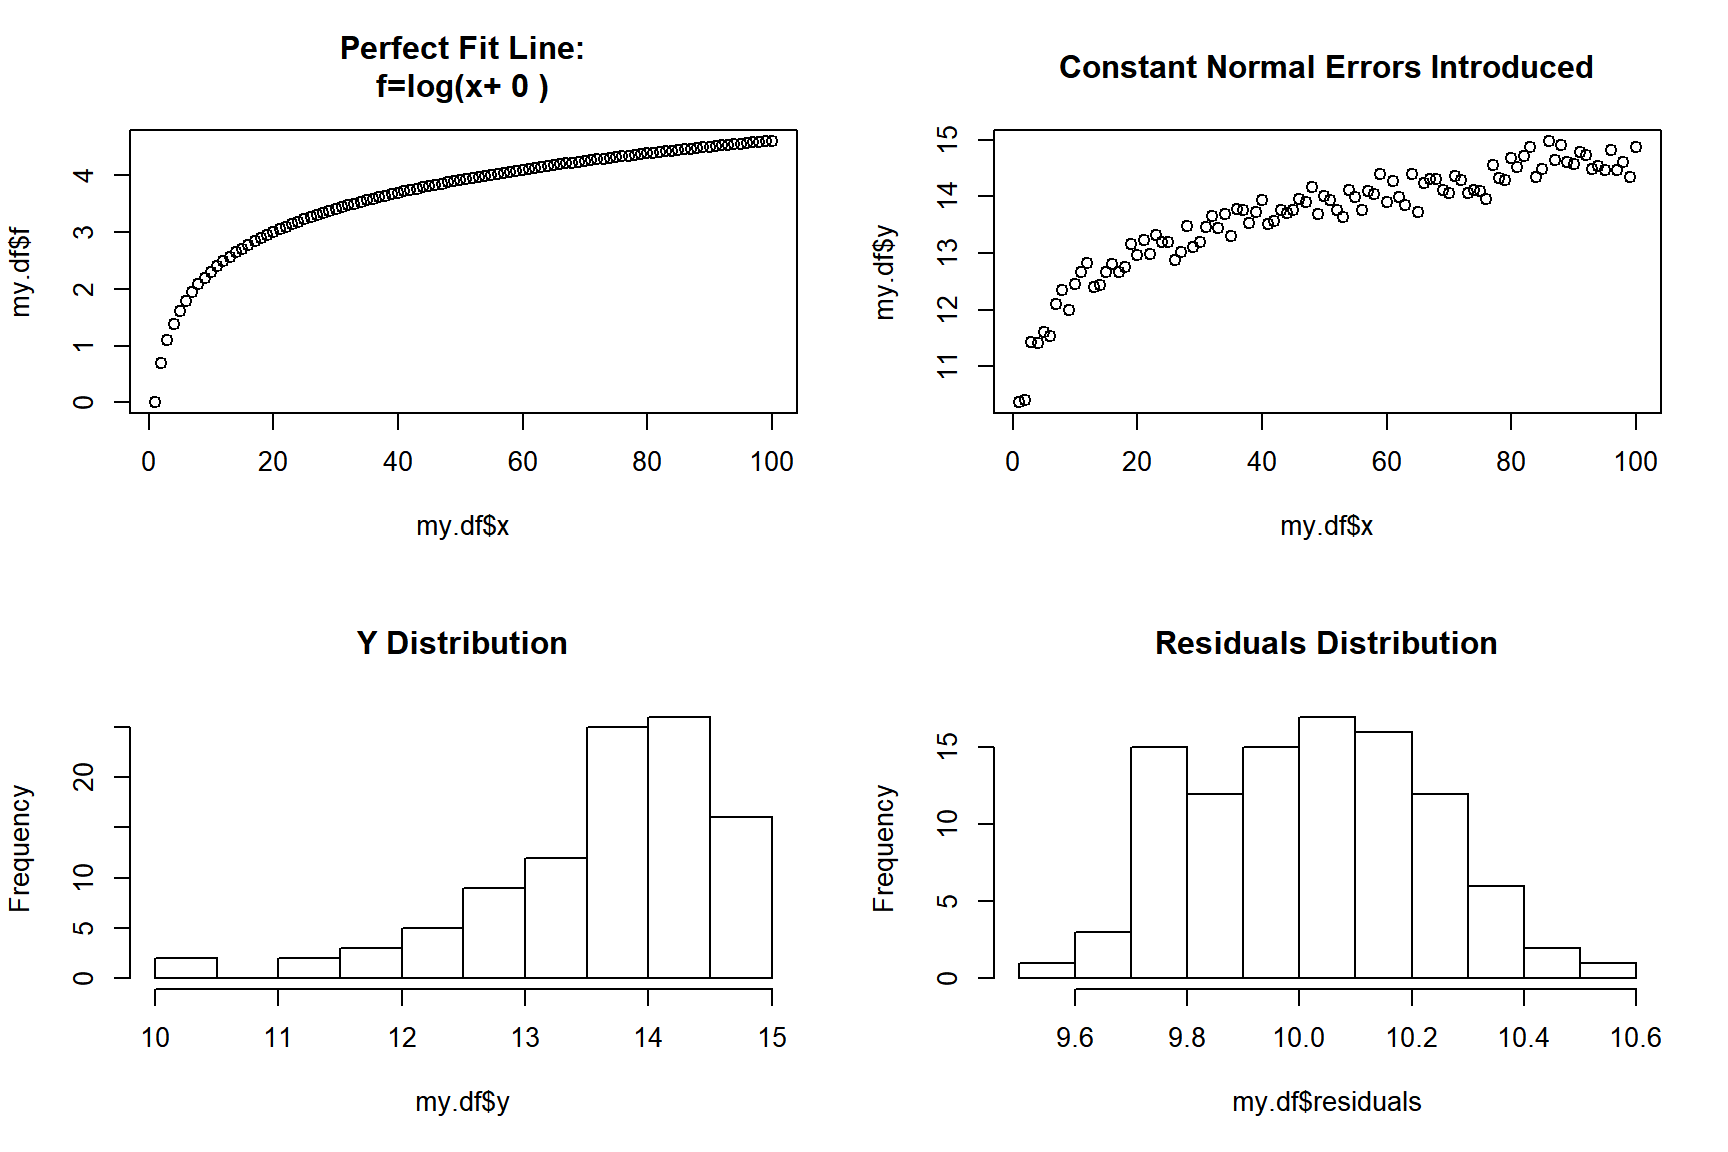 Perfect Fit Line:
f=log(x+ 0 )
my.df$f
0 1 2 3 4
0 20 40 60 80 100
my.df$x
Constant Normal Errors Introduced
my.df$y
11 12 13 14 15
0 20 40 60 80 100
my.df$x
Y Distribution
Frequency
0 5 10 20
10 11 12 13 14 15
my.df$y
Residuals Distribution
Frequency
0 5 10 15
9.6 9.8 10.0 10.2 10.4 10.6
my.df$residuals